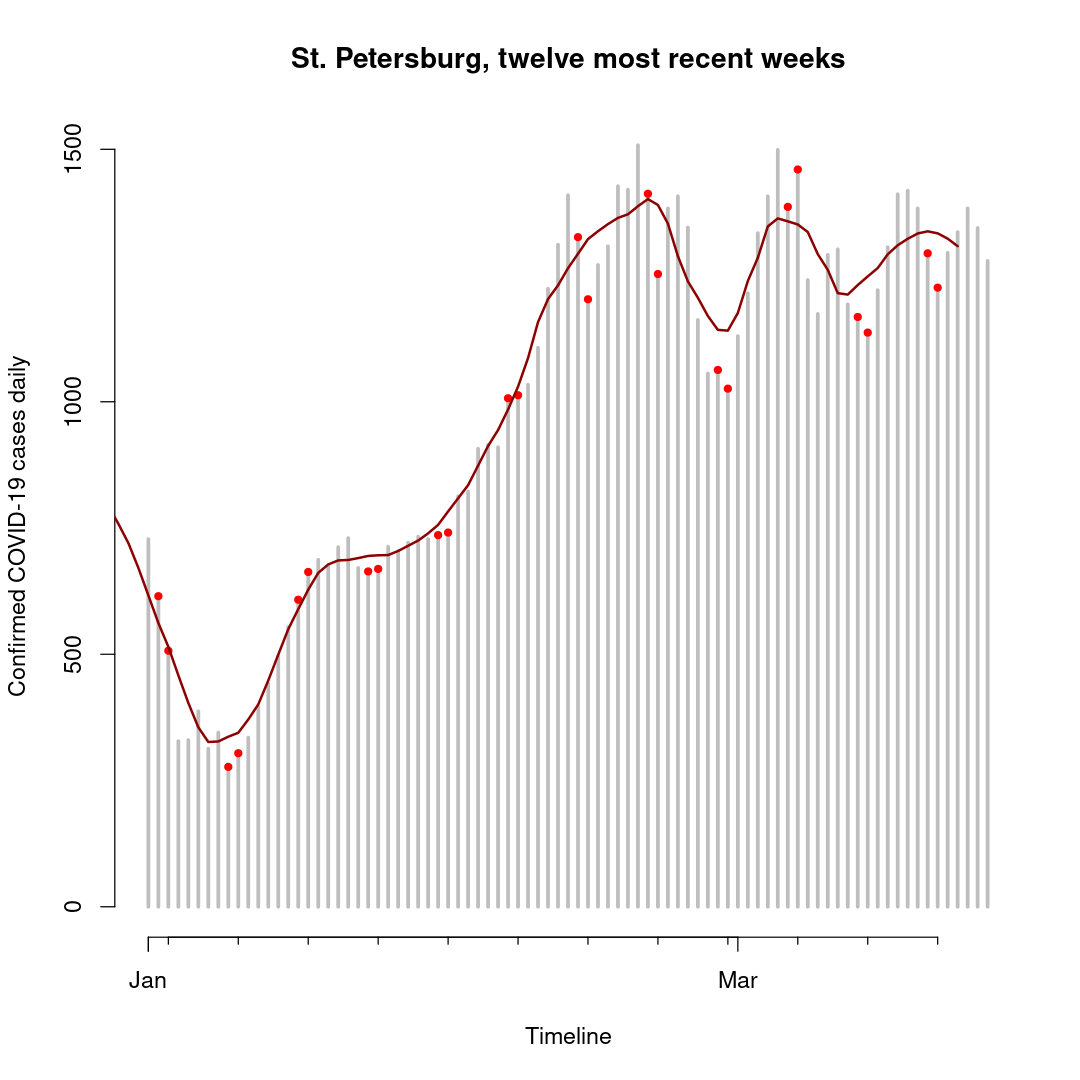 St. Petersburg, twelve most recent weeks
Confirmed COVID-19 cases daily
1500
1000
500
0
Jan Mar
Timeline